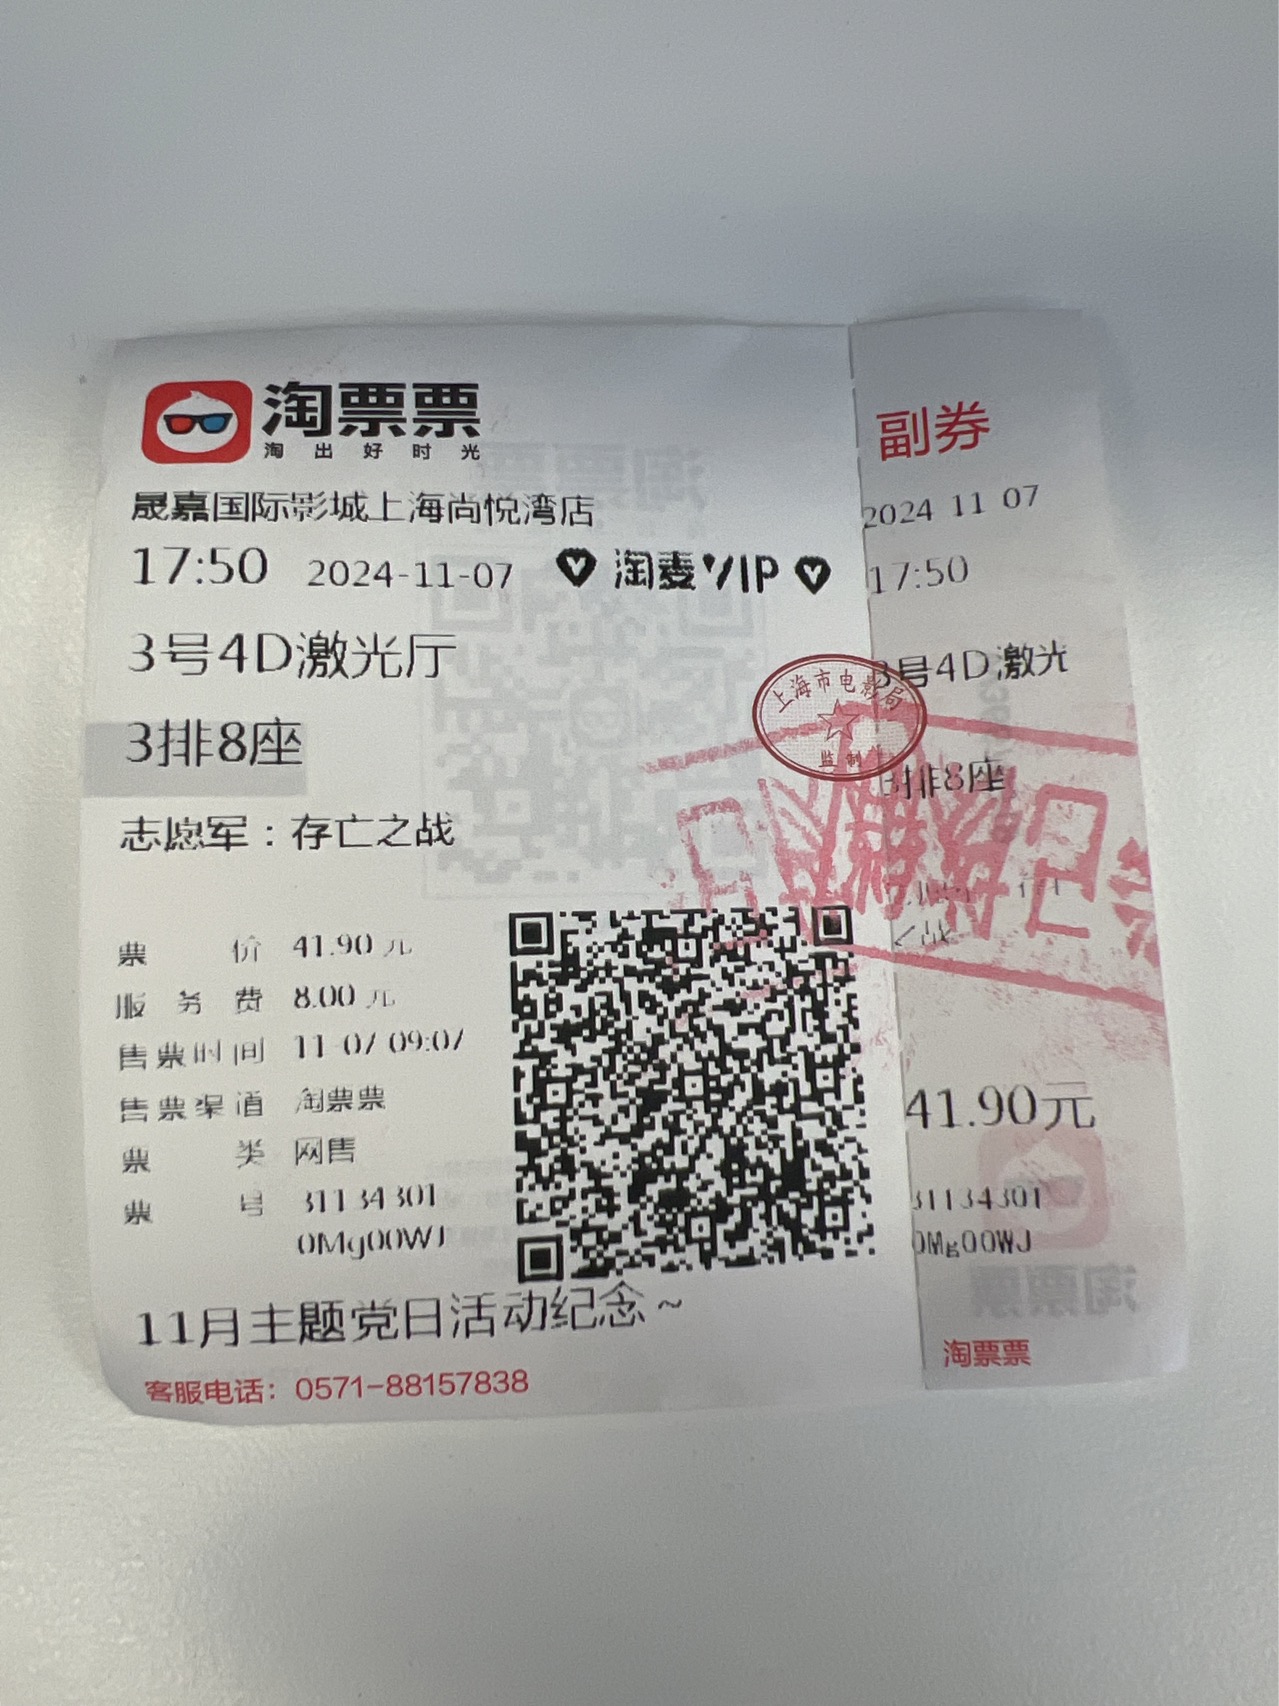 淘票票
淘出好时光
晟嘉国际影城上海尚悦湾店
17:50 2024-11-07 淘麦VIP
3号4D激光厅
3排8座
志愿军：存亡之战
票价 41.90 元
服务费 8.00 元
售票时间 11-07 09:07
售票渠道 淘票票
票类 网售
票号 31134301
0Mg00WJ
11月主题党日活动纪念~
客服电话：0571-88157838
上海市电影局
监制
副券
2024 11 07
17:50
3号4D激光
3排8座
之战
41.90元
31134301
0Mg00WJ
淘票票